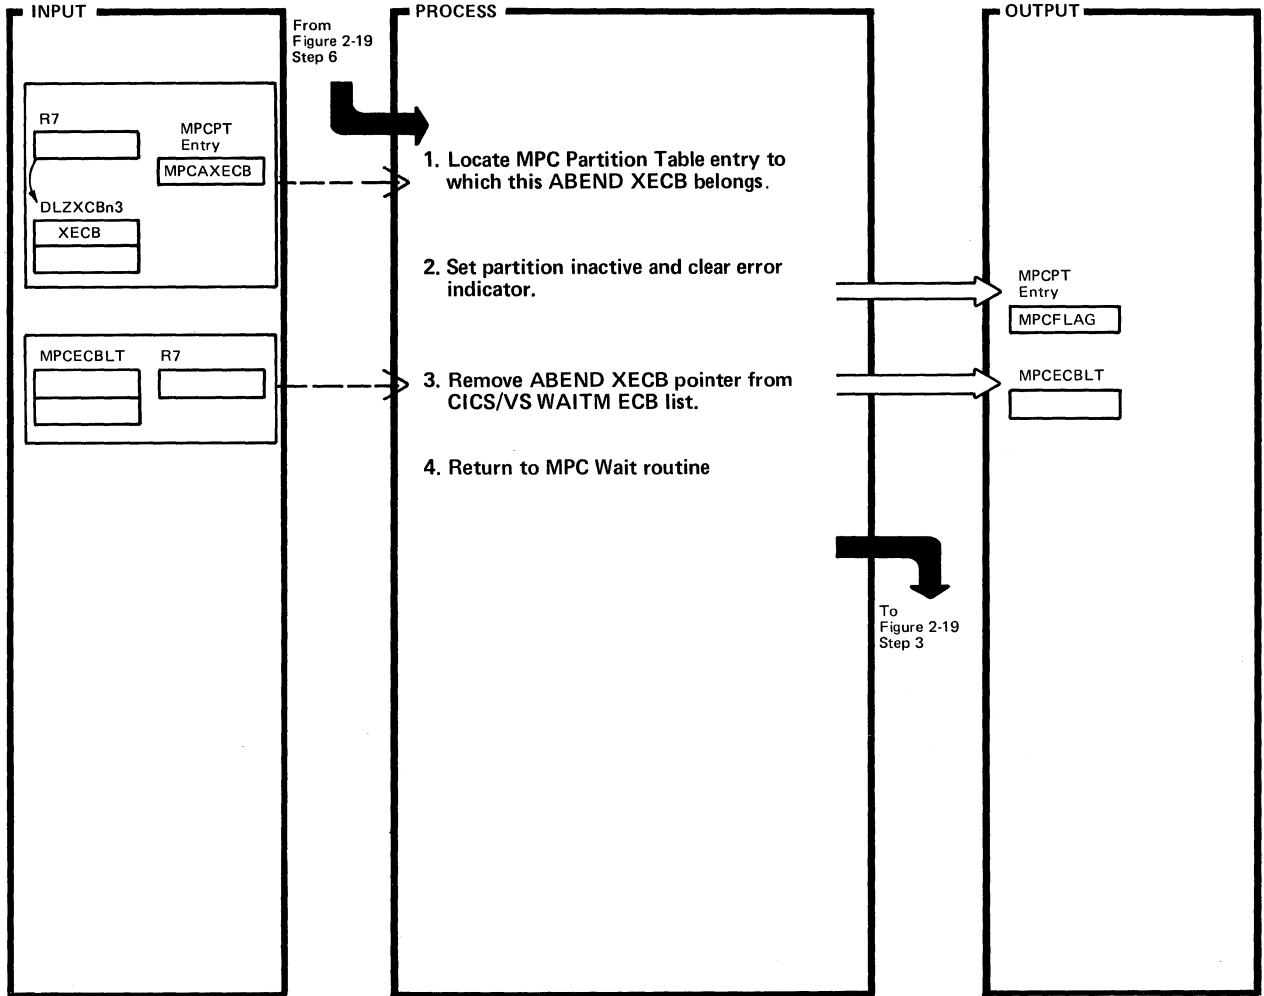 INPUT
PROCESS
OUTPUT
From
Figure 2-19
Step 6
R7
MPCPT
Entry
MPCAXECB
DLZXCBn3
XECB
1. Locate MPC Partition Table entry to
which this ABEND XECB belongs.
2. Set partition inactive and clear error
indicator.
MPCPT
Entry
MPCFLAG
MPCECBLT
R7
3. Remove ABEND XECB pointer from
CICS/VS WAITM ECB list.
MPCECBLT
4. Return to MPC Wait routine
To
Figure 2-19
Step 3